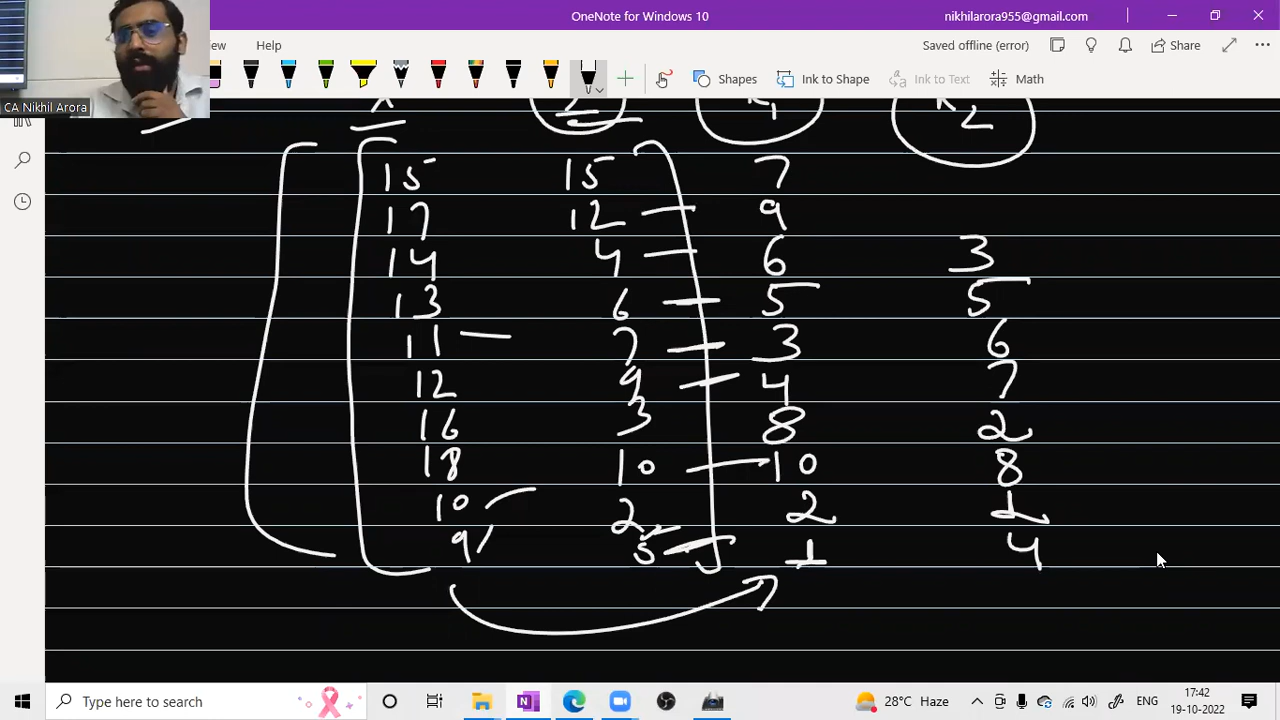 OneNote for Windows 10 nikhilarora955@gmail.com
Help Saved offline (error) Share
Shapes Ink to Shape Ink to Text Math
CA Nikhil Arora
15 15 7
17 12 9
14 4 6 3
13 6 5 5
11 7 3 6
12 9 4 7
16 3 8 2
18 10 10 8
10 2 2 1
9 5 1 4
Type here to search 28°C Haze ENG 17:42
19-10-2022